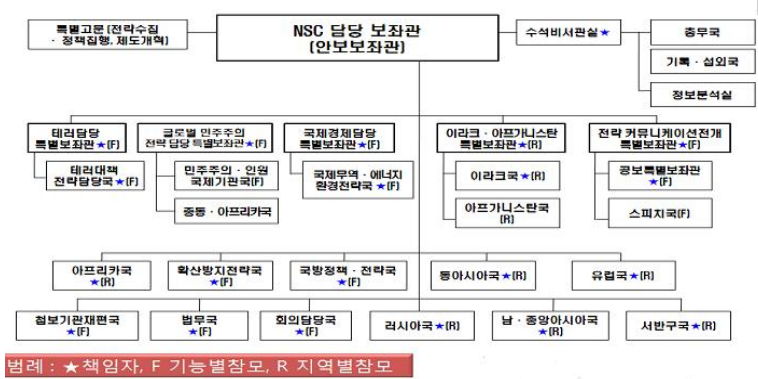 특별고문 (전략수집
· 정책집행, 제도개혁)
NSC 담당 보좌관
(안보보좌관)
수석비서관실★
총무국
기록 · 섭외국
정보분석실
테러담당
특별보좌관★(F)
테러대책
전략담당국★(F)
글로벌 민주주의
전략 담당 특별보좌관★(F)
민주주의 · 인원
국제기관국(F)
중동 · 아프리카국
국제경제담당
특별보좌관★(F)
국제무역 · 에너지
환경전략국 ★(F)
이라크 · 아프가니스탄
특별보좌관★(R)
이라크국★(R)
아프가니스탄국
(R)
전략 커뮤니케이션전개
특별보좌관★(F)
공보특별보좌관
★(F)
스피치국(F)
아프리카국
★(R)
확산방지전략국
★(F)
국방정책 · 전략국
★(F)
동아시아국★(R)
유럽국★(R)
첩보기관재편국
★(F)
법무국
★(F)
회의담당국
★(F)
러시아국★(R)
남 · 중앙아시아국
★(R)
서반구국★(R)
범례 : ★책임자, F 기능별참모, R 지역별참모